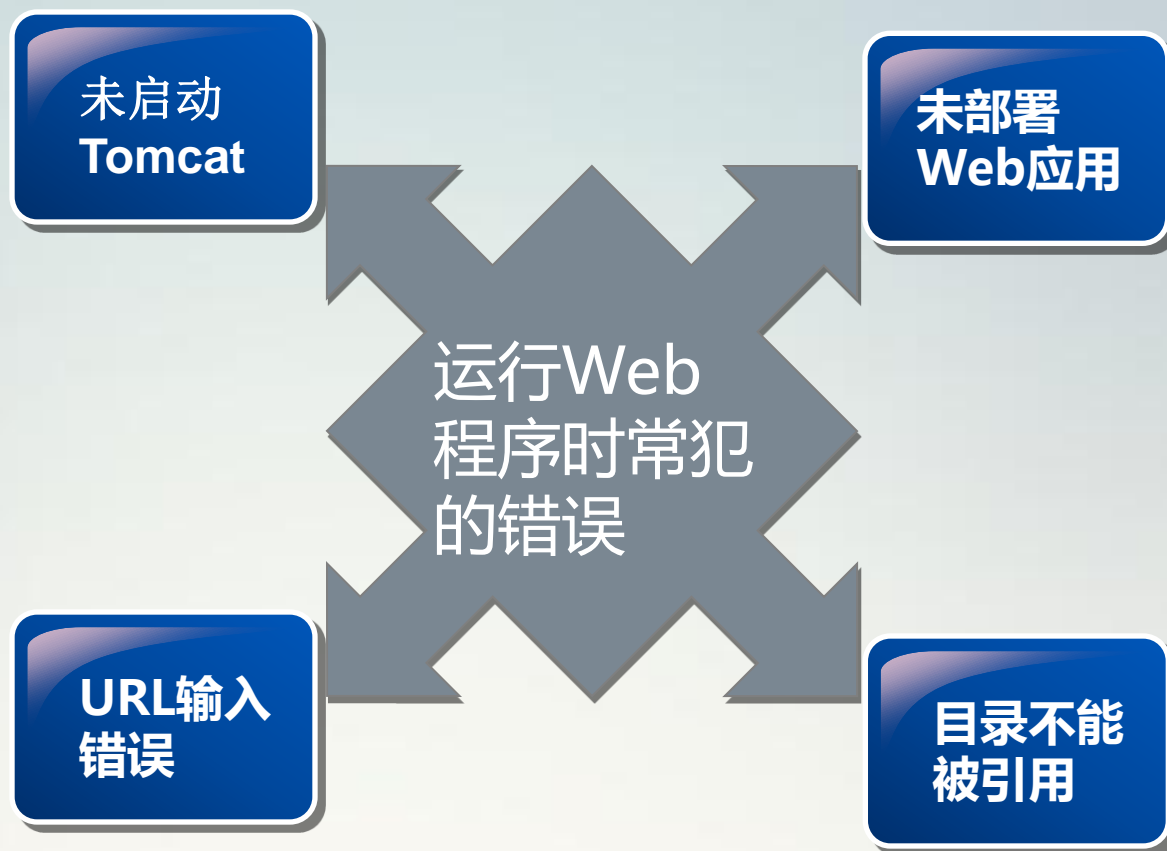 未启动
Tomcat
未部署
Web应用
运行Web
程序时常犯
的错误
URL输入
错误
目录不能
被引用